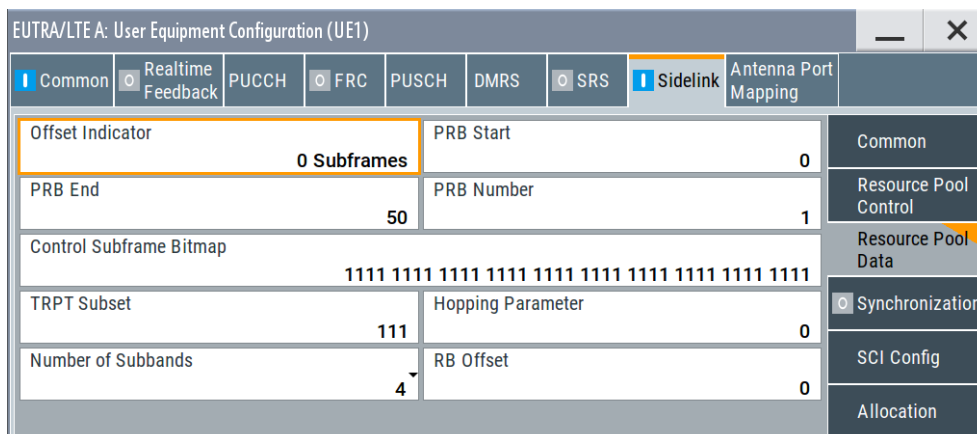 EUTRA/LTE A: User Equipment Configuration (UE1)
Common
Realtime
Feedback
PUCCH
FRC
PUSCH
DMRS
SRS
Sidelink
Antenna Port
Mapping
Offset Indicator
0 Subframes
PRB Start
0
PRB End
50
PRB Number
1
Control Subframe Bitmap
1111 1111 1111 1111 1111 1111 1111 1111 1111 1111
TRPT Subset
111
Hopping Parameter
0
Number of Subbands
4
RB Offset
0
Common
Resource Pool
Control
Resource Pool
Data
Synchronization
SCI Config
Allocation